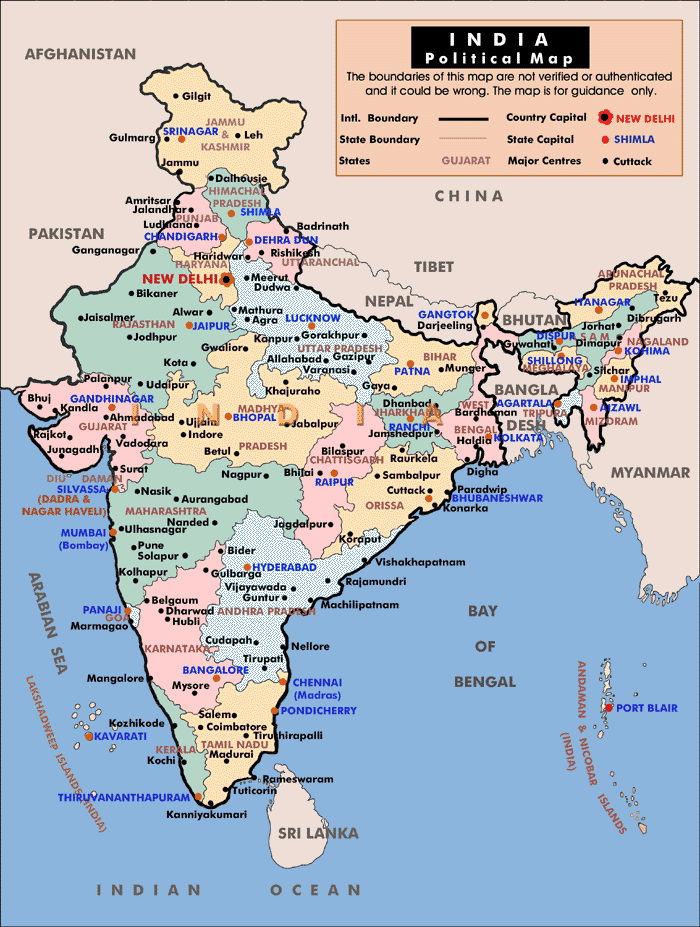 INDIA
Political Map
The boundaries of this map are not verified or authenticated
and it could be wrong. The map is for guidance only.
Intl. Boundary
Country Capital
NEW DELHI
State Boundary
State Capital
SHIMLA
States
GUJARAT
Major Centres
Cuttack
AFGHANISTAN
Gilgit
JAMMU
&
KASHMIR
SRINAGAR
Leh
Gulmarg
Jammu
CHINA
Dalhousie
HIMACHAL
PRADESH
Amritsar
Jalandhar
PUNJAB
SHIMLA
Ludhiana
PAKISTAN
CHANDIGARH
DEHRA DUN
Badrinath
Ganganagar
Haridwar
Rishikesh
UTTARANCHAL
HARYANA
TIBET
NEW DELHI
Meerut
Dudwa
ARUNACHAL
PRADESH
Tezu
Bikaner
NEPAL
ITANAGAR
Jaisalmer
Alwar
Mathura
Agra
LUCKNOW
GANGTOK
Darjeeling
BHUTAN
Dibrugarh
RAJASTHAN
JAIPUR
Jorhat
Jodhpur
Kanpur
Gorakhpur
DISPUR
Guwahati
S A M
Dimapur
NAGALAND
KOHIMA
Gwalior
UTTAR PRADESH
Allahabad
Gazipur
BIHAR
SHILLONG
MEGHALAYA
Kota
Varanasi
PATNA
Munger
Silchar
IMPHAL
MANIPUR
Palanpur
Udaipur
Khajuraho
Gaya
BANGLA
DESH
Bhuj
GANDHINAGAR
Kandla
Dhanbad
AGARTALA
TRIPURA
AIZAWL
MIZORAM
I N D I A
MADHYA
PRADESH
JHARKHAND
WEST
BENGAL
Bardhaman
Ahmadabad
Ujjain
BHOPAL
Jabalpur
RANCHI
Jamshedpur
Rajkot
GUJARAT
Indore
Haldia
KOLKATA
Junagadh
Vadodara
Betul
Bilaspur
CHATTISGARH
Raurkela
Digha
MYANMAR
Surat
Nagpur
Bhilai
RAIPUR
Sambalpur
DIU
DAMAN
SILVASSA
(DADRA &
NAGAR HAVELI)
Nasik
Aurangabad
Cuttack
Paradwip
BHUBANESHWAR
ORISSA
Konarka
MAHARASHTRA
Nanded
Jagdalpur
MUMBAI
(Bombay)
Ulhasnagar
Koraput
Pune
Solapur
Bider
Vishakhapatnam
Kolhapur
Gulbarga
HYDERABAD
Rajamundri
ARABIAN SEA
Belgaum
Vijayawada
Guntur
Machilipatnam
PANAJI
GOA
Marmagao
Dharwad
Hubli
ANDHRA PRADESH
BAY
OF
BENGAL
KARNATAKA
Cudapah
Nellore
Tirupati
Mangalore
BANGALORE
Mysore
CHENNAI
(Madras)
ANDAMAN & NICOBAR ISLANDS
(INDIA)
PORT BLAIR
LAKSHADWEEP ISLANDS (INDIA)
Salem
PONDICHERRY
Kozhikode
Coimbatore
KAVARATI
Tiruthirapalli
KERALA
TAMIL NADU
Kochi
Madurai
Rameswaram
Tuticorin
THIRUVANANTHAPURAM
Kanniyakumari
SRI LANKA
INDIAN OCEAN